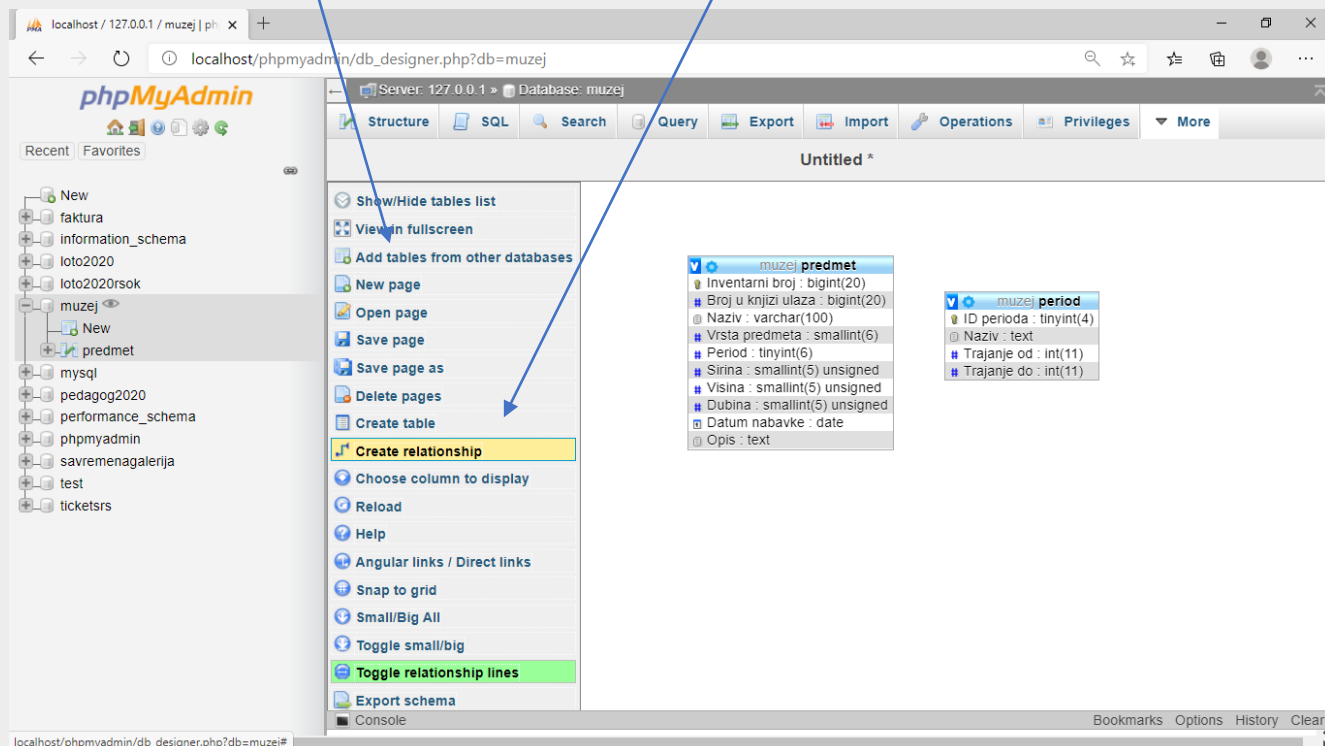 localhost / 127.0.0.1 / muzej | ph
localhost/phpmyadmin/db_designer.php?db=muzej
phpMyAdmin
Recent Favorites
New
faktura
information_schema
loto2020
loto2020rsok
muzej
New
predmet
mysql
pedagog2020
performance_schema
phpmyadmin
savremenagalerija
test
ticketsrs
Server: 127.0.0.1 » Database: muzej
Structure SQL Search Query Export Import Operations Privileges More
Untitled *
Show/Hide tables list
View in fullscreen
Add tables from other databases
New page
Open page
Save page
Save page as
Delete pages
Create table
Create relationship
Choose column to display
Reload
Help
Angular links / Direct links
Snap to grid
Small/Big All
Toggle small/big
Toggle relationship lines
Export schema
muzej predmet
Inventarni broj : bigint(20)
Broj u knjizi ulaza : bigint(20)
Naziv : varchar(100)
Vrsta predmeta : smallint(6)
Period : tinyint(6)
Sirina : smallint(5) unsigned
Visina : smallint(5) unsigned
Dubina : smallint(5) unsigned
Datum nabavke : date
Opis : text
muzej period
ID perioda : tinyint(4)
Naziv : text
Trajanje od : int(11)
Trajanje do : int(11)
Console Bookmarks Options History Clear
localhost/phpmyadmin/db_designer.php?db=muzej#